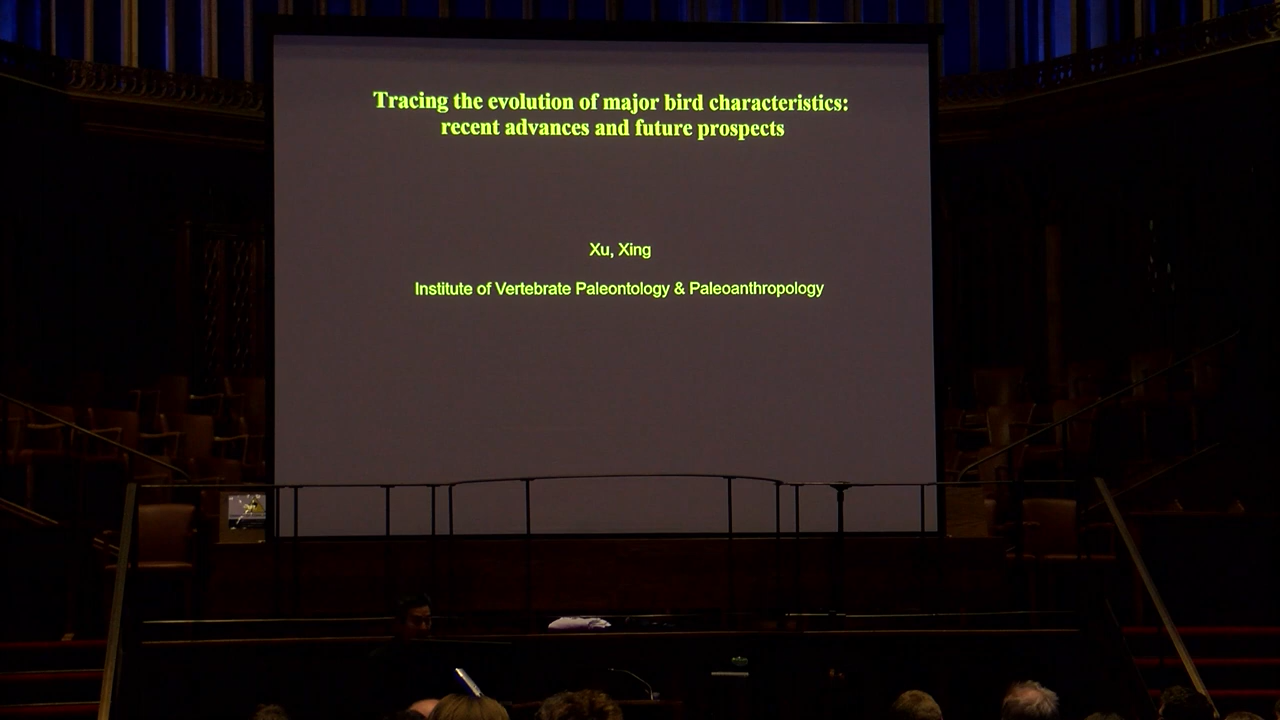 Tracing the evolution of major bird characteristics:
recent advances and future prospects
Xu, Xing
Institute of Vertebrate Paleontology & Paleoanthropology